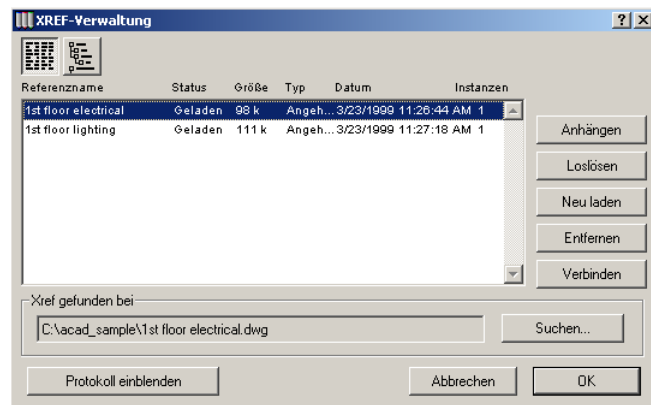 XREF-Verwaltung
Referenzname Status Größe Typ Datum Instanzen
1st floor electrical Geladen 98 k Angeh... 3/23/1999 11:26:44 AM 1
1st floor lighting Geladen 111 k Angeh... 3/23/1999 11:27:18 AM 1
Anhängen
Loslösen
Neu laden
Entfernen
Verbinden
Xref gefunden bei
C:\acad_sample\1st floor electrical.dwg Suchen...
Protokoll einblenden Abbrechen OK